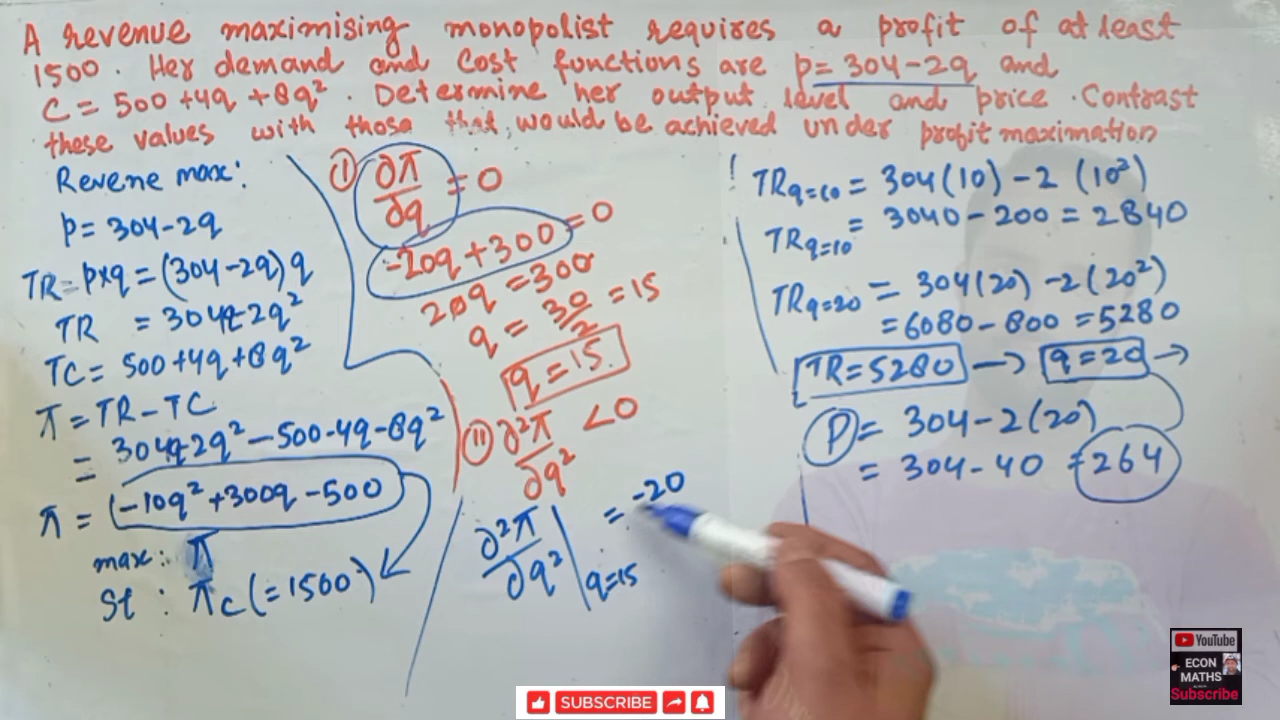 A revenue maximising monopolist requires a profit of at least
1500. Her demand and cost functions are p=304-2q and
C = 500+4q+8q². Determine her output level and price. Contrast
these values with those that would be achieved under profit maximation
Revene max:
p=304-2q
TR=p×q=(304-2q)q
TR = 304q-2q²
TC= 500+4q+8q²
π = TR-TC
= 304q-2q²-500-4q-8q²
π = (-10q²+300q-500
max: π
St : πc(=1500)
(i) ∂π/∂q = 0
-20q+300=0
20q=300
q = 30/2 = 15
q=15.
(ii) ∂²π/∂q² <0
∂²π/∂q² | q=15 = -20
! TRq=10 = 304(10)-2(10²)
TRq=10 = 3040-200=2840
TRq=20 = 304(20)-2(20²)
=6080-800=5280
TR=5280 → q=20 →
P = 304-2(20)
= 304-40 =264
SUBSCRIBE
YouTube
ECON
MATHS
Subscribe